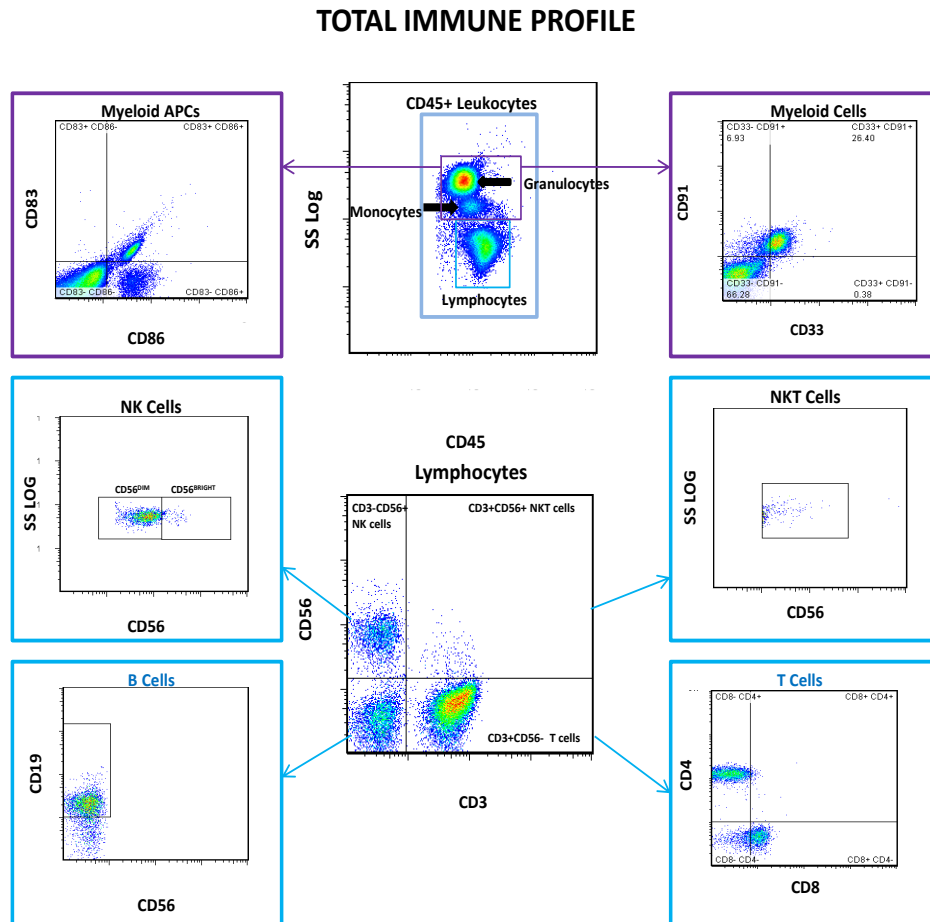 TOTAL IMMUNE PROFILE
Myeloid APCs
CD83+ CD86-
CD83+ CD86+
CD83
CD83- CD86-
CD83- CD86+
CD86
CD45+ Leukocytes
SS Log
Granulocytes
Monocytes
Lymphocytes
CD45
Myeloid Cells
CD33- CD91+
6.93
CD33+ CD91+
26.40
CD91
CD33- CD91-
66.28
CD33+ CD91-
0.38
CD33
NK Cells
SS LOG
CD56DIM
CD56BRIGHT
CD56
Lymphocytes
CD3-CD56+
NK cells
CD3+CD56+ NKT cells
CD56
CD3+CD56- T cells
CD3
NKT Cells
SS LOG
CD56
B Cells
CD19
CD56
T Cells
CD8- CD4+
CD8+ CD4+
CD4
CD8- CD4-
CD8+ CD4-
CD8